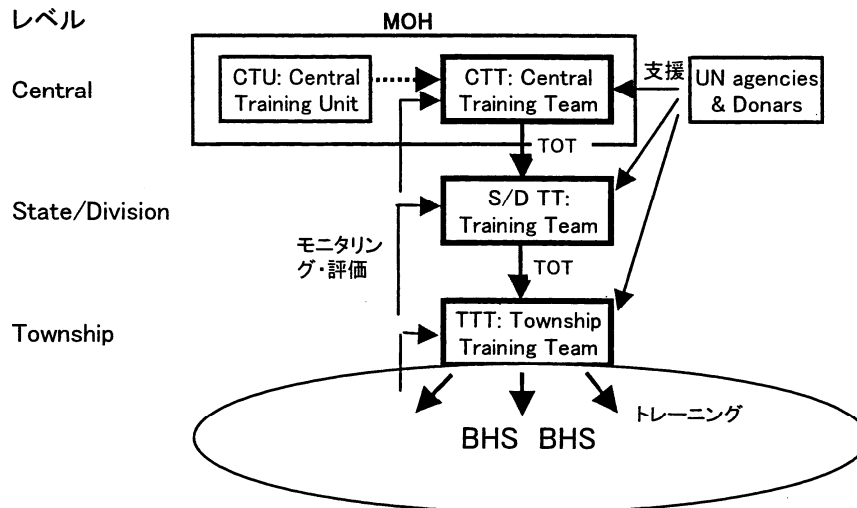 レベル
MOH
Central
CTU: Central
Training Unit
CTT: Central
Training Team
支援
UN agencies
& Donars
TOT
State/Division
S/D TT:
Training Team
モニタリン
グ・評価
TOT
Township
TTT: Township
Training Team
トレーニング
BHS BHS